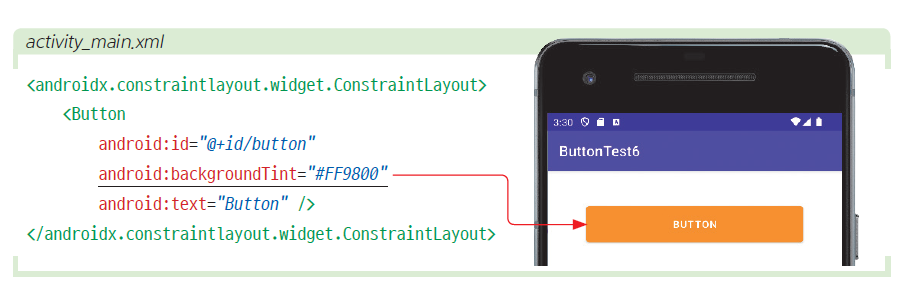 activity_main.xml
<androidx.constraintlayout.widget.ConstraintLayout>
<Button
android:id="@+id/button"
android:backgroundTint="#FF9800"
android:text="Button" />
</androidx.constraintlayout.widget.ConstraintLayout>
3:30
ButtonTest6
BUTTON